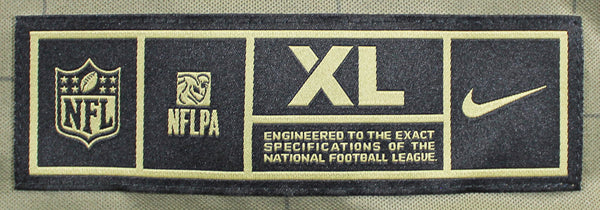 NFL
NFLPA
XL
ENGINEERED TO THE EXACT
SPECIFICATIONS OF THE
NATIONAL FOOTBALL LEAGUE.